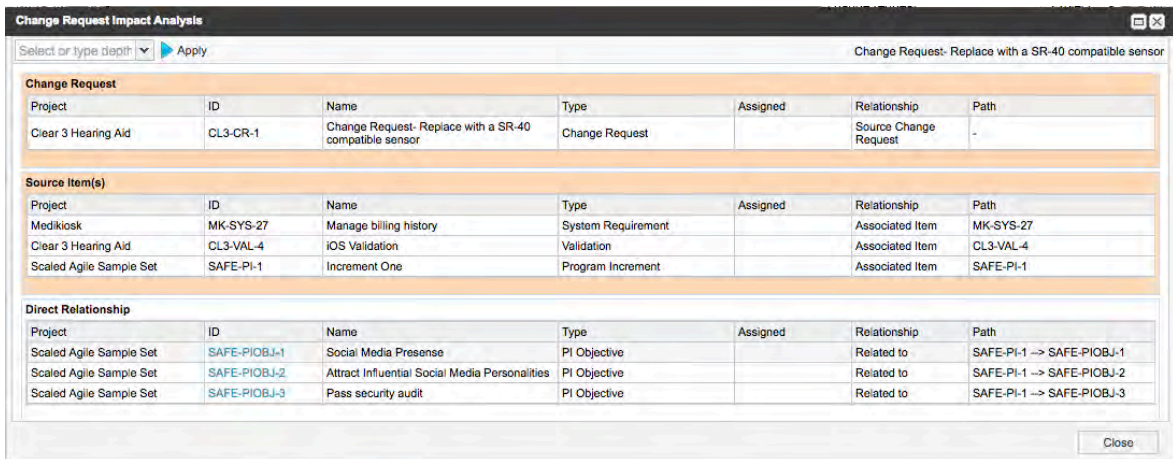 Change Request Impact Analysis
Select or type depth Apply Change Request- Replace with a SR-40 compatible sensor
Change Request
Project ID Name Type Assigned Relationship Path
Clear 3 Hearing Aid CL3-CR-1 Change Request- Replace with a SR-40 compatible sensor Change Request Source Change Request -
Source Item(s)
Project ID Name Type Assigned Relationship Path
Medikiosk MK-SYS-27 Manage billing history System Requirement Associated Item MK-SYS-27
Clear 3 Hearing Aid CL3-VAL-4 iOS Validation Validation Associated Item CL3-VAL-4
Scaled Agile Sample Set SAFE-PI-1 Increment One Program Increment Associated Item SAFE-PI-1
Direct Relationship
Project ID Name Type Assigned Relationship Path
Scaled Agile Sample Set SAFE-PIOBJ-1 Social Media Presense PI Objective Related to SAFE-PI-1 --> SAFE-PIOBJ-1
Scaled Agile Sample Set SAFE-PIOBJ-2 Attract Influential Social Media Personalities PI Objective Related to SAFE-PI-1 --> SAFE-PIOBJ-2
Scaled Agile Sample Set SAFE-PIOBJ-3 Pass security audit PI Objective Related to SAFE-PI-1 --> SAFE-PIOBJ-3
Close